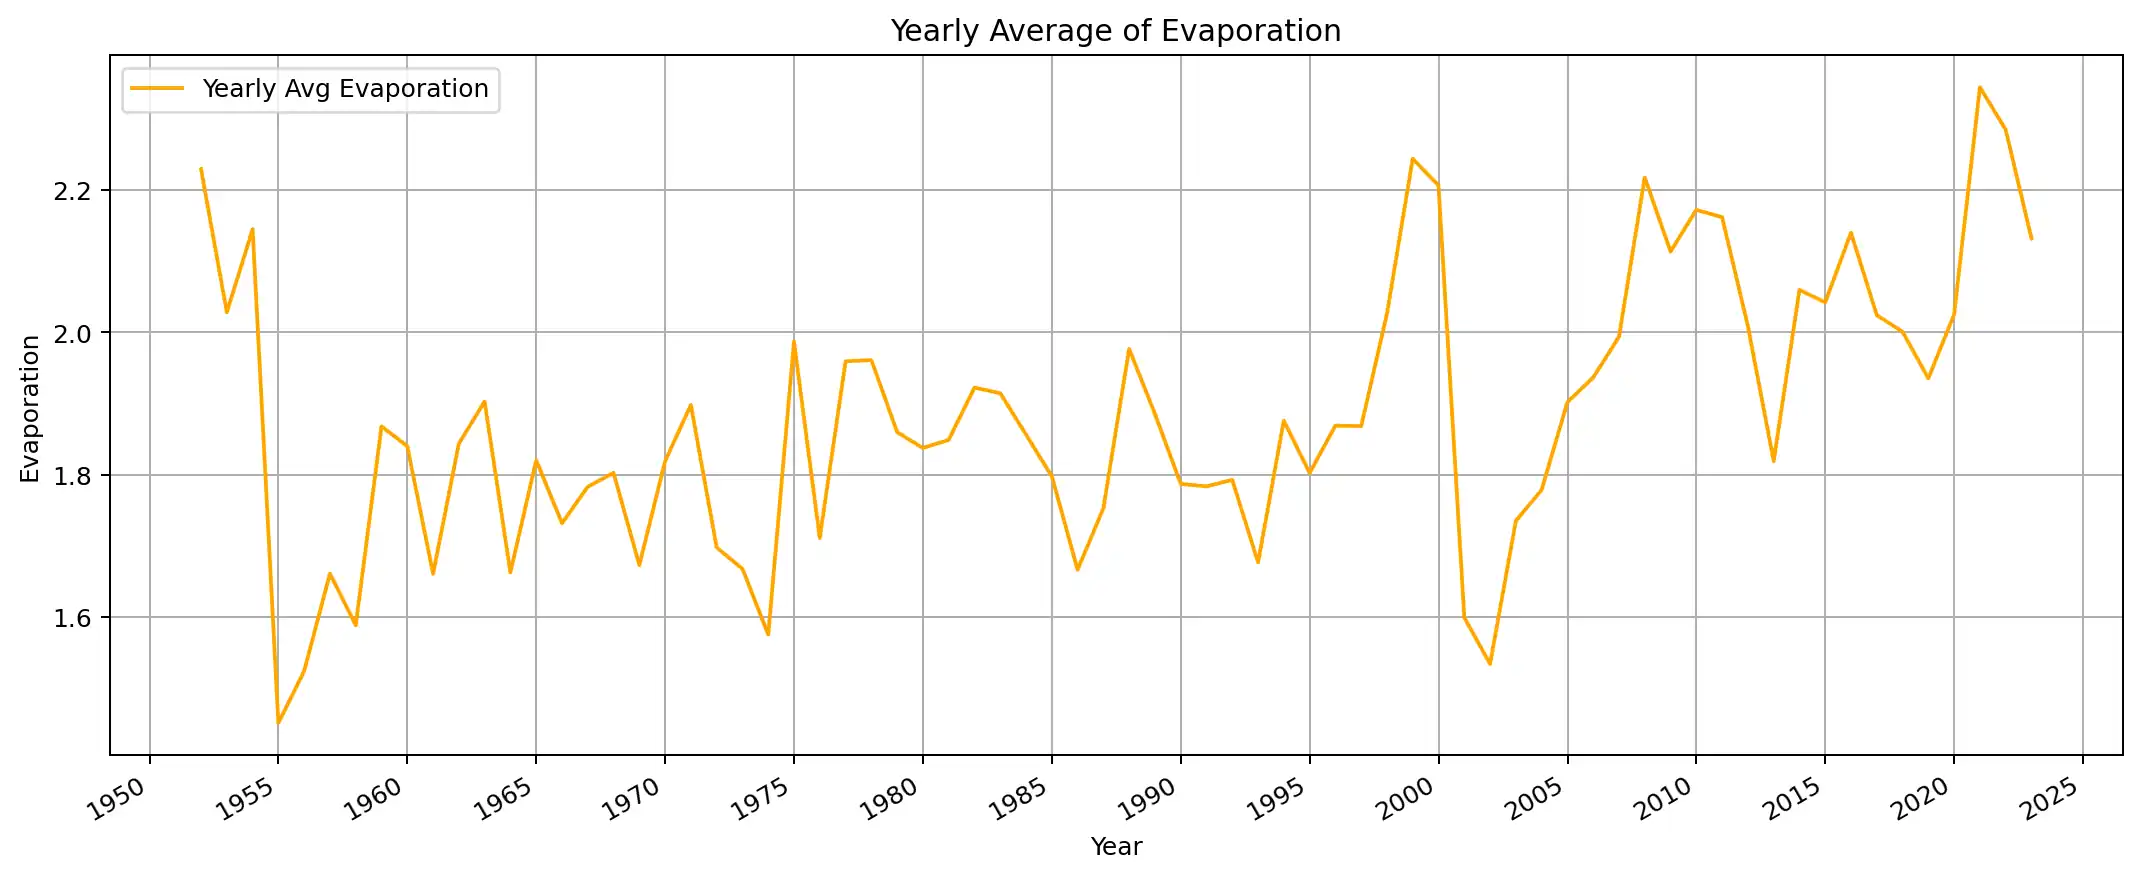 Yearly Average of Evaporation
Yearly Avg Evaporation
Evaporation
2.2
2.0
1.8
1.6
1950 1955 1960 1965 1970 1975 1980 1985 1990 1995 2000 2005 2010 2015 2020 2025
Year